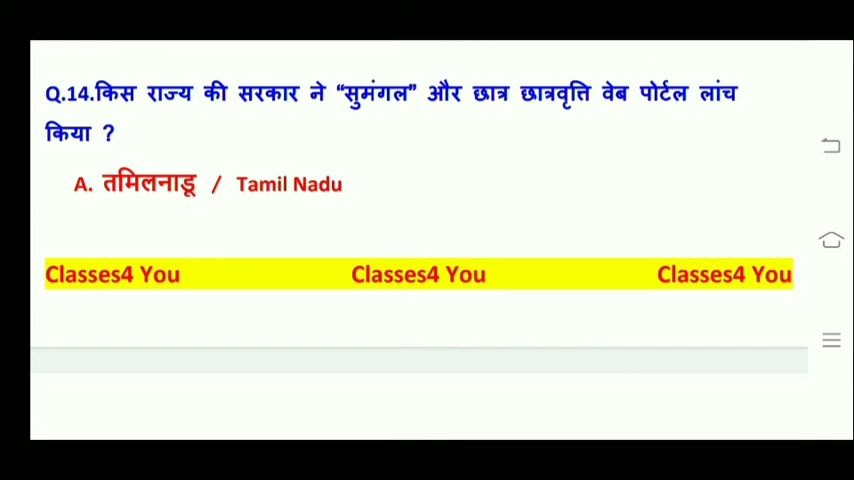 Q.14.किस राज्य की सरकार ने “सुमंगल” और छात्र छात्रवृत्ति वेब पोर्टल लांच
किया ?
A. तमिलनाडू / Tamil Nadu
Classes4 You Classes4 You Classes4 You